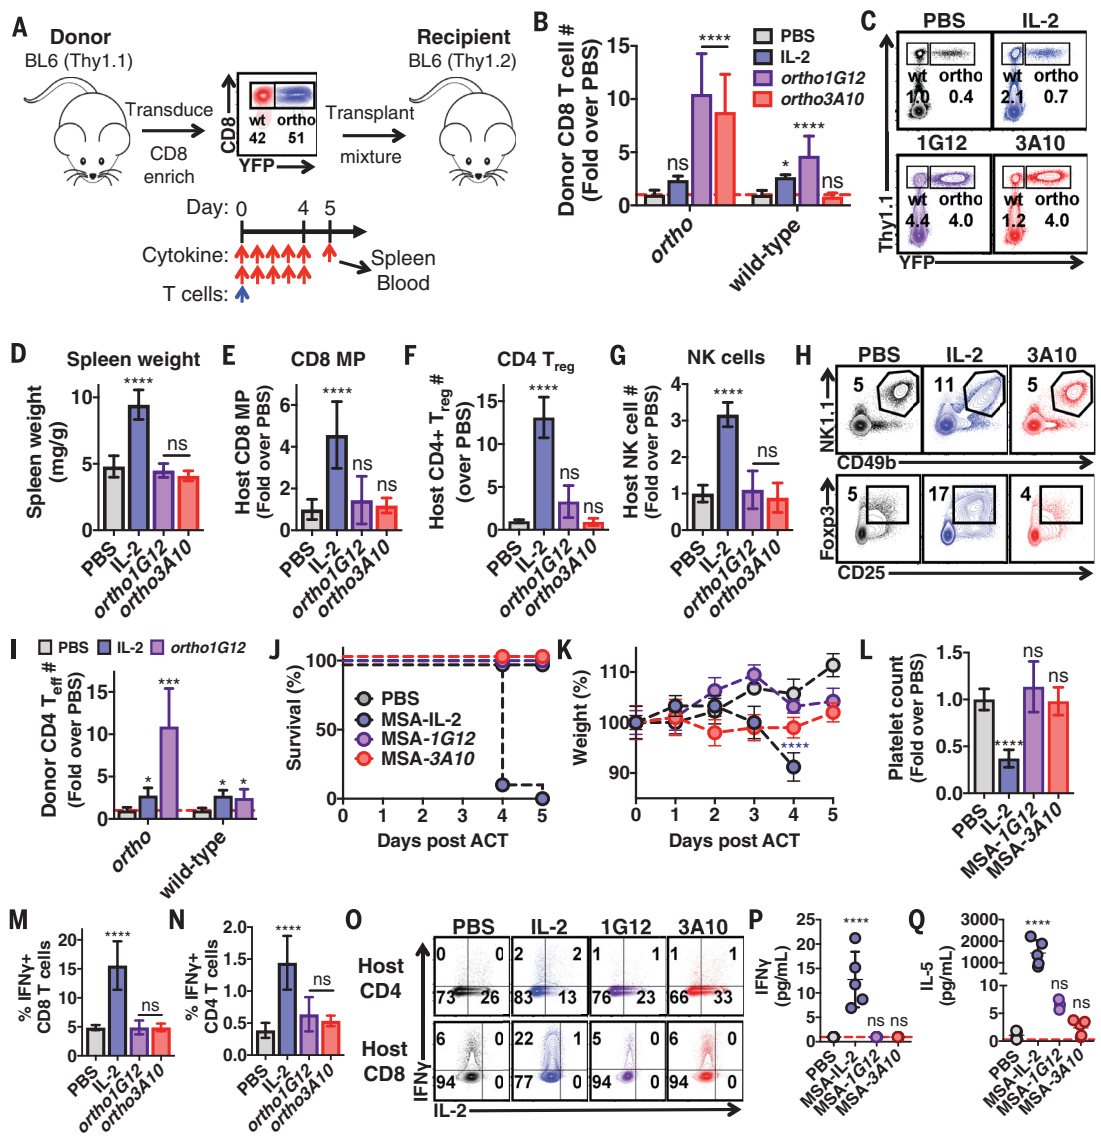 A
Donor
BL6 (Thy1.1)
Transduce
CD8
enrich
CD8
wt
42
ortho
51
YFP
Transplant
mixture
Recipient
BL6 (Thy1.2)
Day: 0 4 5
Cytokine:
T cells:
Spleen
Blood
B
Donor CD8 T cell #
(Fold over PBS)
15
10
5
0
ns
****
*
****
ns
PBS
IL-2
ortho1G12
ortho3A10
ortho
wild-type
C
PBS
IL-2
wt
1.0
ortho
0.4
wt
2.1
ortho
0.7
1G12
3A10
wt
4.4
ortho
4.0
wt
1.2
ortho
4.0
Thy1.1
YFP
D
Spleen weight
Spleen weight
(mg/g)
10
5
0
****
ns
PBS
IL-2
ortho1G12
ortho3A10
E
CD8 MP
Host CD8 MP
(Fold over PBS)
6
4
2
0
****
ns
ns
PBS
IL-2
ortho1G12
ortho3A10
F
CD4 Treg
Host CD4+ Treg #
(over PBS)
15
10
5
0
****
ns
ns
PBS
IL-2
ortho1G12
ortho3A10
G
NK cells
Host NK cell #
(Fold over PBS)
4
3
2
1
0
****
ns
PBS
IL-2
ortho1G12
ortho3A10
H
PBS
IL-2
3A10
5
11
5
NK1.1
CD49b
5
17
4
Foxp3
CD25
I
PBS
IL-2
ortho1G12
Donor CD4 Teff #
(Fold over PBS)
15
10
5
0
*
***
*
*
ortho
wild-type
J
Survival (%)
100
50
0
PBS
MSA-IL-2
MSA-1G12
MSA-3A10
0 1 2 3 4 5
Days post ACT
K
Weight (%)
110
100
90
****
0 1 2 3 4 5
Days post ACT
L
Platelet count
(Fold over PBS)
1.5
1.0
0.5
0.0
****
ns
ns
PBS
IL-2
MSA-1G12
MSA-3A10
M
% IFNγ+
CD8 T cells
20
15
10
5
0
****
ns
PBS
IL-2
ortho1G12
ortho3A10
N
% IFNγ+
CD4 T cells
2.0
1.5
1.0
0.5
0.0
****
ns
PBS
IL-2
ortho1G12
ortho3A10
O
PBS
IL-2
1G12
3A10
Host
CD4
0 0
73 26
2 2
83 13
1 1
76 23
1 1
66 33
Host
CD8
6 0
94 0
22 1
77 0
5 0
94 0
6 0
94 0
IFNγ
IL-2
P
IFNγ
(pg/mL)
25
20
15
10
5
0
****
ns
ns
PBS
MSA-IL-2
MSA-1G12
MSA-3A10
Q
IL-5
(pg/mL)
3000
2000
1000
10
5
0
****
ns
ns
PBS
MSA-IL-2
MSA-1G12
MSA-3A10